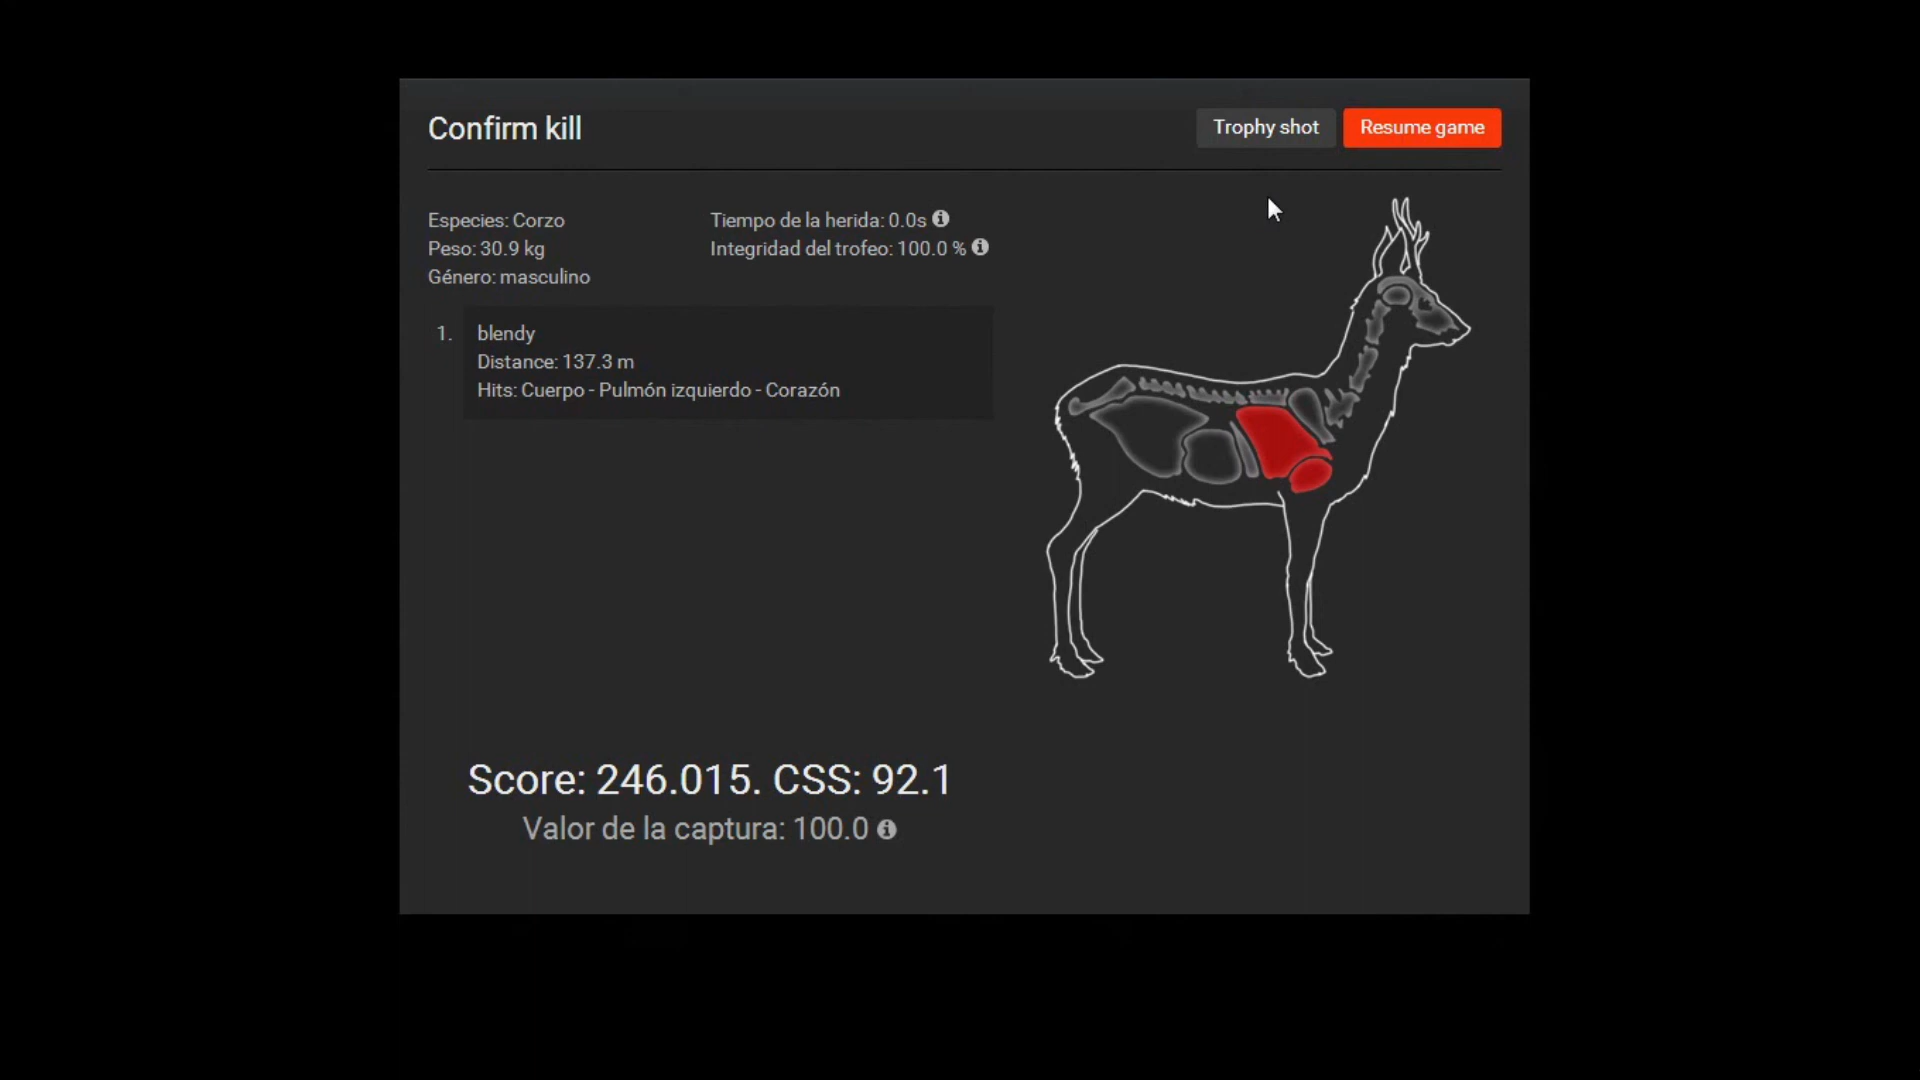 Confirm kill
Trophy shot
Resume game
Especies: Corzo
Peso: 30.9 kg
Género: masculino
Tiempo de la herida: 0.0s
Integridad del trofeo: 100.0 %
1. blendy
Distance: 137.3 m
Hits: Cuerpo - Pulmón izquierdo - Corazón
Score: 246.015. CSS: 92.1
Valor de la captura: 100.0